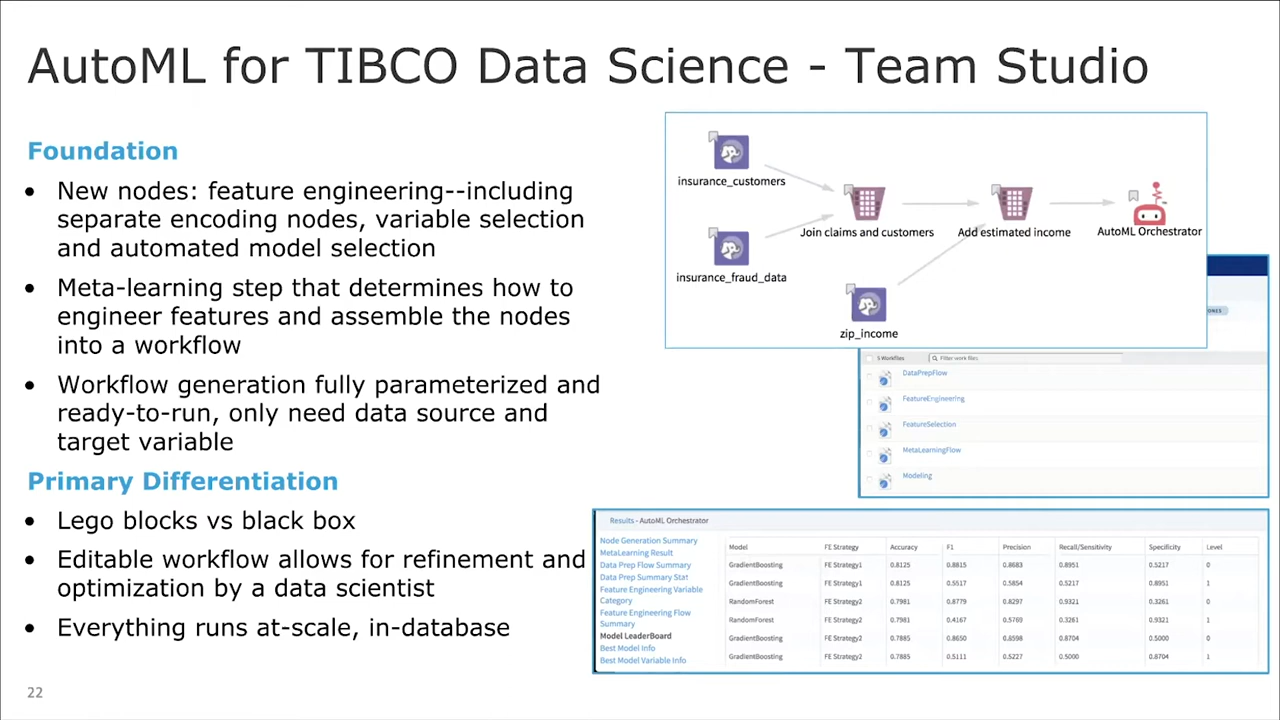 AutoML for TIBCO Data Science - Team Studio
Foundation
• New nodes: feature engineering--including
separate encoding nodes, variable selection
and automated model selection
• Meta-learning step that determines how to
engineer features and assemble the nodes
into a workflow
• Workflow generation fully parameterized and
ready-to-run, only need data source and
target variable
Primary Differentiation
• Lego blocks vs black box
• Editable workflow allows for refinement and
optimization by a data scientist
• Everything runs at-scale, in-database
22
insurance_customers
Join claims and customers
Add estimated income
AutoML Orchestrator
insurance_fraud_data
zip_income
5 Workfiles
Filter work files
DataPrepFlow
FeatureEngineering
FeatureSelection
MetaLearningFlow
Modeling
Results - AutoML Orchestrator
Node Generation Summary
MetaLearning Result
Data Prep Flow Summary
Data Prep Summary Stat
Feature Engineering Variable
Category
Feature Engineering Flow
Summary
Model LeaderBoard
Best Model Info
Best Model Variable Info
Model FE Strategy Accuracy F1 Precision Recall/Sensitivity Specificity Level
GradientBoosting FE Strategy1 0.8125 0.8815 0.8683 0.8951 0.5217 0
GradientBoosting FE Strategy1 0.8125 0.5517 0.5854 0.5217 0.8951 1
RandomForest FE Strategy2 0.7981 0.8779 0.8297 0.9321 0.3261 0
RandomForest FE Strategy2 0.7981 0.4167 0.5769 0.3261 0.9321 1
GradientBoosting FE Strategy2 0.7885 0.8650 0.8598 0.8704 0.5000 0
GradientBoosting FE Strategy2 0.7885 0.5111 0.5227 0.5000 0.8704 1